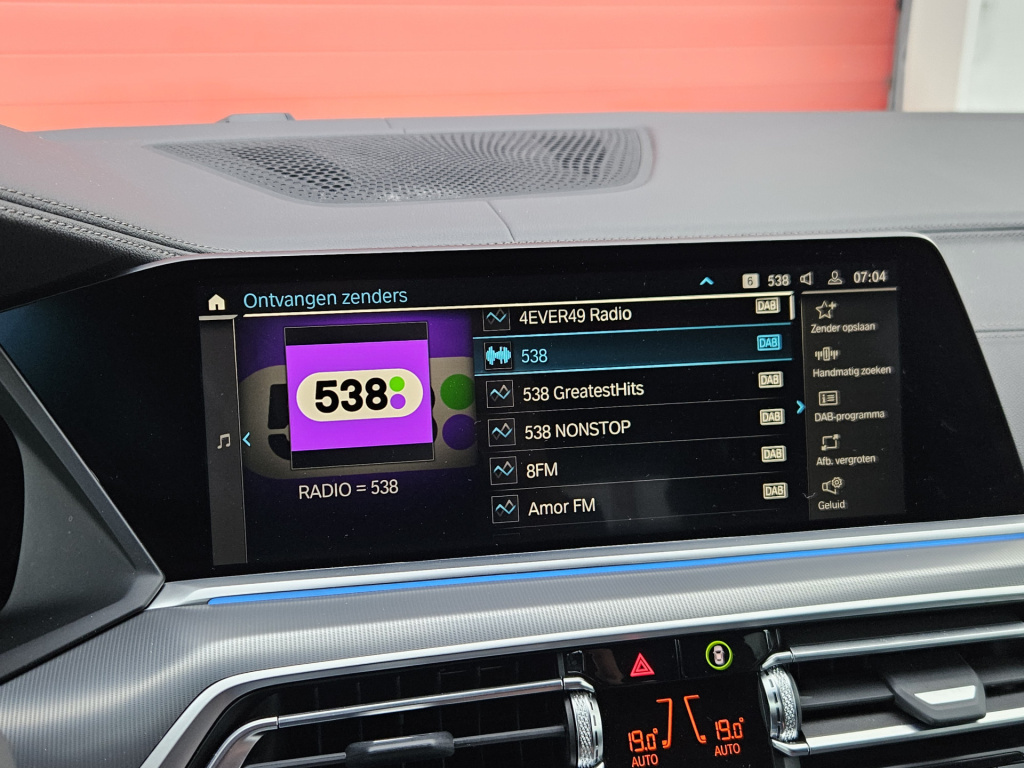 Ontvangen zenders
6 538 07:04
538
RADIO = 538
4EVER49 Radio DAB
538 DAB
538 GreatestHits DAB
538 NONSTOP DAB
8FM DAB
Amor FM DAB
Zender opslaan
Handmatig zoeken
DAB-programma
Afb. vergroten
Geluid
19.0° 19.0°
AUTO AUTO